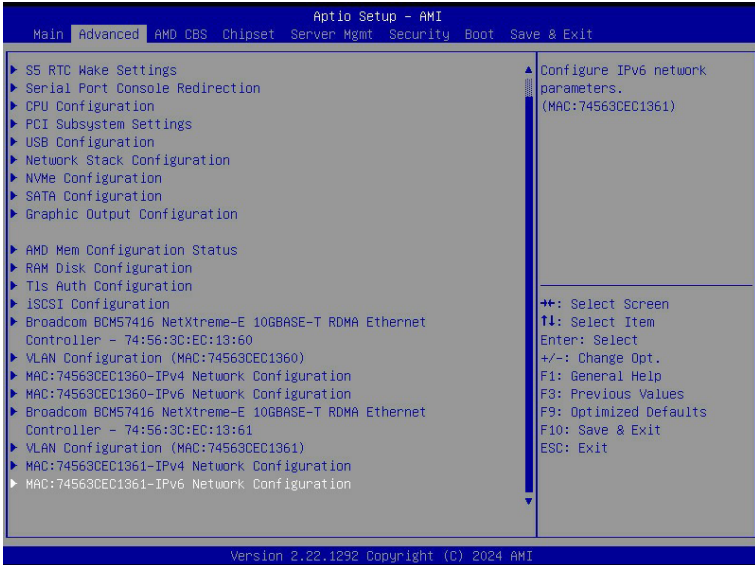 Aptio Setup - AMI
Main Advanced AMD CBS Chipset Server Mgmt Security Boot Save & Exit
▶ S5 RTC Wake Settings
▶ Serial Port Console Redirection
▶ CPU Configuration
▶ PCI Subsystem Settings
▶ USB Configuration
▶ Network Stack Configuration
▶ NVMe Configuration
▶ SATA Configuration
▶ Graphic Output Configuration
▶ AMD Mem Configuration Status
▶ RAM Disk Configuration
▶ Tls Auth Configuration
▶ iSCSI Configuration
▶ Broadcom BCM57416 NetXtreme-E 10GBASE-T RDMA Ethernet
Controller - 74:56:3C:EC:13:60
▶ VLAN Configuration (MAC:74563CEC1360)
▶ MAC:74563CEC1360-IPv4 Network Configuration
▶ MAC:74563CEC1360-IPv6 Network Configuration
▶ Broadcom BCM57416 NetXtreme-E 10GBASE-T RDMA Ethernet
Controller - 74:56:3C:EC:13:61
▶ VLAN Configuration (MAC:74563CEC1361)
▶ MAC:74563CEC1361-IPv4 Network Configuration
▶ MAC:74563CEC1361-IPv6 Network Configuration
Configure IPv6 network
parameters.
(MAC:74563CEC1361)
→←: Select Screen
↑↓: Select Item
Enter: Select
+/-: Change Opt.
F1: General Help
F3: Previous Values
F9: Optimized Defaults
F10: Save & Exit
ESC: Exit
Version 2.22.1292 Copyright (C) 2024 AMI